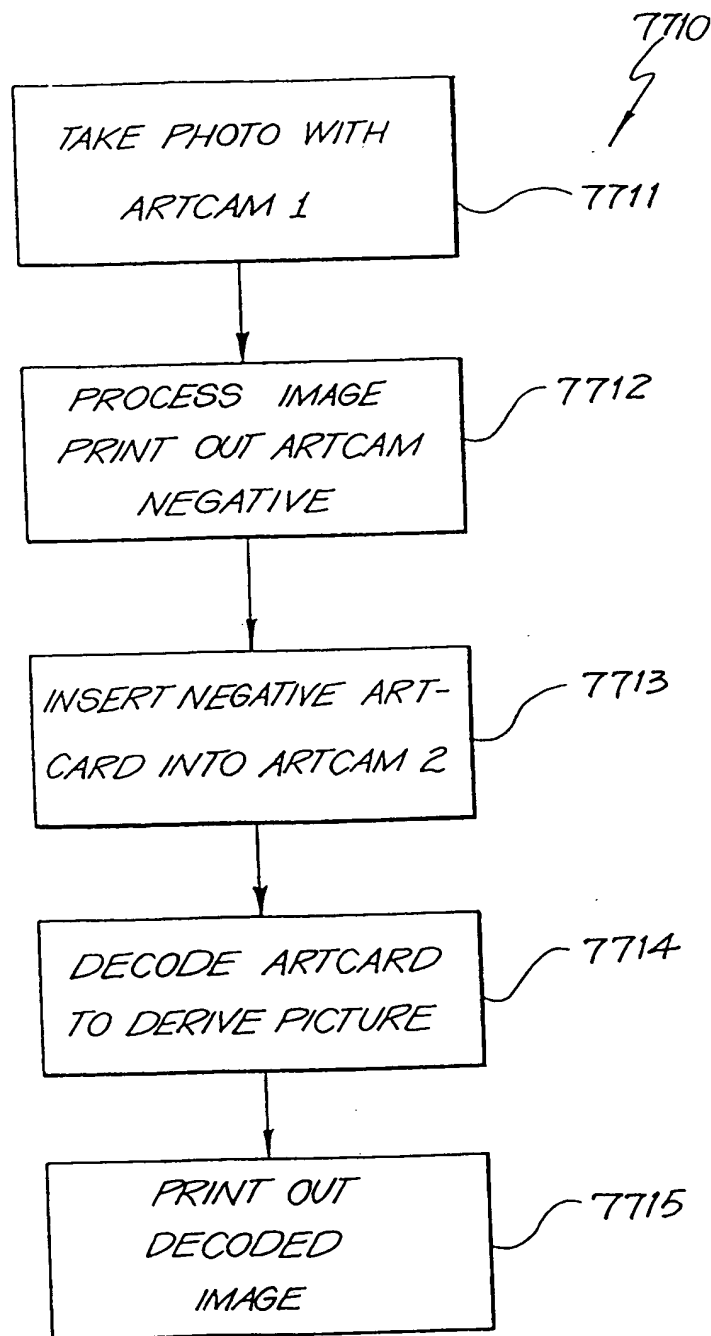 7710
TAKE PHOTO WITH
ARTCAM 1
7711
PROCESS IMAGE
PRINT OUT ARTCAM
NEGATIVE
7712
INSERT NEGATIVE ART-
CARD INTO ARTCAM 2
7713
DECODE ARTCARD
TO DERIVE PICTURE
7714
PRINT OUT
DECODED
IMAGE
7715